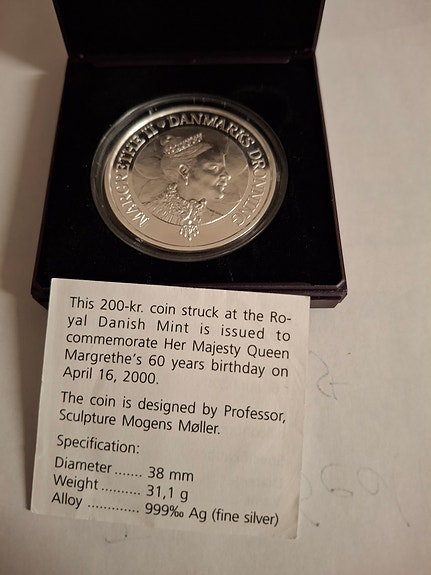 MARGRETHE II ♥ DANMARKS DRONNING
This 200-kr. coin struck at the Ro-
yal Danish Mint is issued to
commemorate Her Majesty Queen
Margrethe's 60 years birthday on
April 16, 2000.
The coin is designed by Professor,
Sculpture Mogens Møller.
Specification:
Diameter ....... 38 mm
Weight .......... 31,1 g
Alloy ............. 999‰ Ag (fine silver)